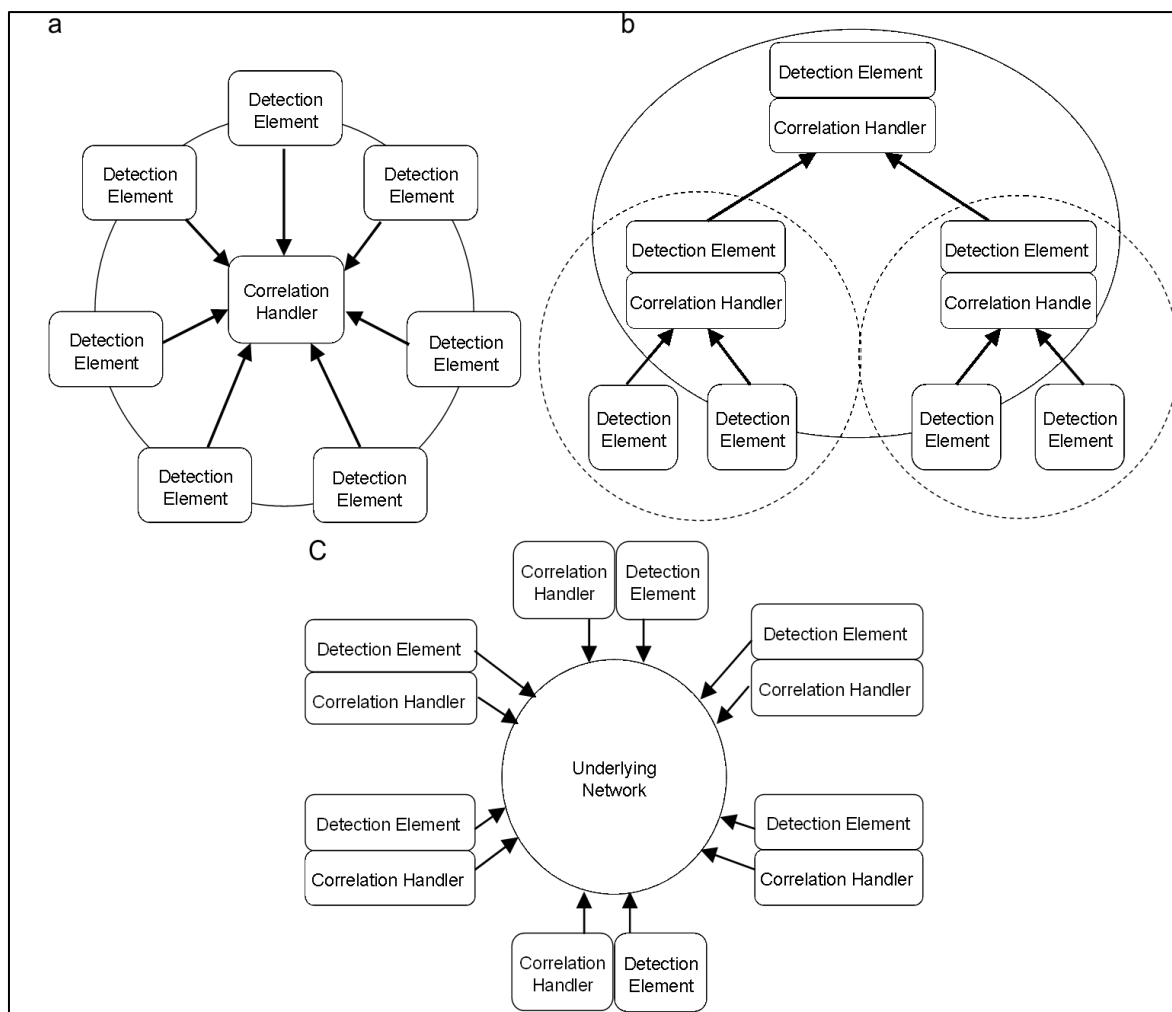 a
Detection
Element
Detection
Element
Detection
Element
Correlation
Handler
Detection
Element
Detection
Element
Detection
Element
Detection
Element
b
Detection Element
Correlation Handler
Detection Element
Correlation Handler
Detection Element
Correlation Handle
Detection
Element
Detection
Element
Detection
Element
Detection
Element
C
Correlation
Handler
Detection
Element
Detection Element
Correlation Handler
Detection Element
Correlation Handler
Underlying
Network
Detection Element
Correlation Handler
Detection Element
Correlation Handler
Correlation
Handler
Detection
Element